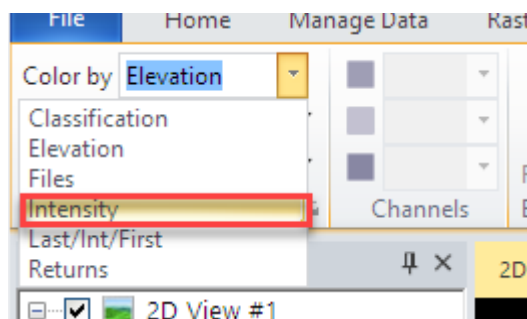 File Home Manage Data Rast
Color by Elevation
Classification
Elevation
Files
Intensity
Channels
Last/Int/First
Returns
2D
2D View #1